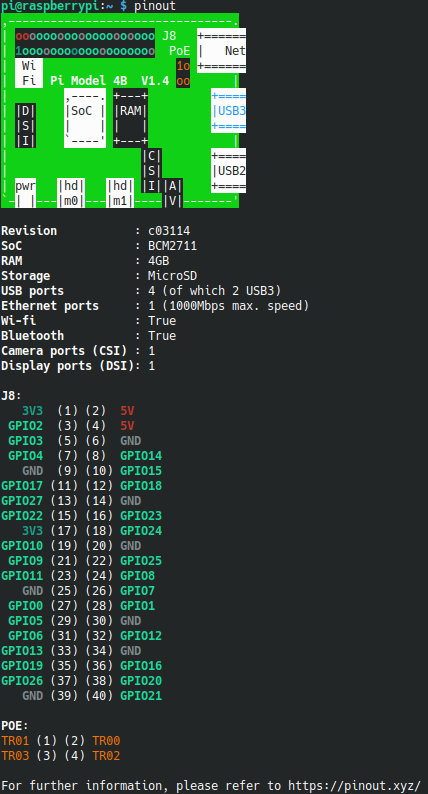 pi@raspberrypi:~ $ pinout
,--------------------------------.
| oooooooooooooooooooo J8   +======
| 1ooooooooooooooooooo PoE |   Net
|  Wi                    1o +======
|  Fi  Pi Model 4B  V1.4 oo      |
|        ,----. +---+         +====
| |D|    |SoC | |RAM|         |USB3
| |S|    |    | |   |         +====
| |I|    `----' +---+            |
|                   |C|       +====
|                   |S|       |USB2
| pwr   |hd|   |hd| |I||A|    +====
`-| |---|m0|---|m1|----|V|-------'

Revision           : c03114
SoC                : BCM2711
RAM                : 4GB
Storage            : MicroSD
USB ports          : 4 (of which 2 USB3)
Ethernet ports     : 1 (1000Mbps max. speed)
Wi-fi              : True
Bluetooth          : True
Camera ports (CSI) : 1
Display ports (DSI): 1

J8:
   3V3  (1) (2)  5V
 GPIO2  (3) (4)  5V
 GPIO3  (5) (6)  GND
 GPIO4  (7) (8)  GPIO14
   GND  (9) (10) GPIO15
GPIO17 (11) (12) GPIO18
GPIO27 (13) (14) GND
GPIO22 (15) (16) GPIO23
   3V3 (17) (18) GPIO24
GPIO10 (19) (20) GND
 GPIO9 (21) (22) GPIO25
GPIO11 (23) (24) GPIO8
   GND (25) (26) GPIO7
 GPIO0 (27) (28) GPIO1
 GPIO5 (29) (30) GND
 GPIO6 (31) (32) GPIO12
GPIO13 (33) (34) GND
GPIO19 (35) (36) GPIO16
GPIO26 (37) (38) GPIO20
   GND (39) (40) GPIO21

POE:
TR01 (1) (2) TR00
TR03 (3) (4) TR02

For further information, please refer to https://pinout.xyz/